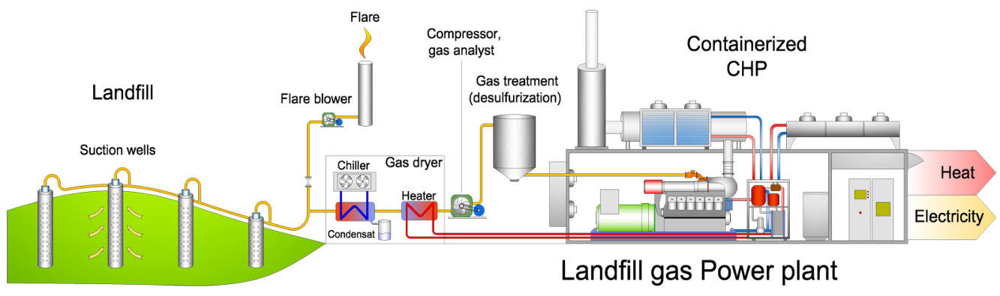 Flare
Compressor,
gas analyst
Containerized
CHP
Gas treatment
(desulfurization)
Landfill
Flare blower
Suction wells
Chiller
Gas dryer
Heater
Condensat
Heat
Electricity
Landfill gas Power plant